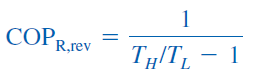 COP_R,rev = 1 / (T_H/T_L − 1)